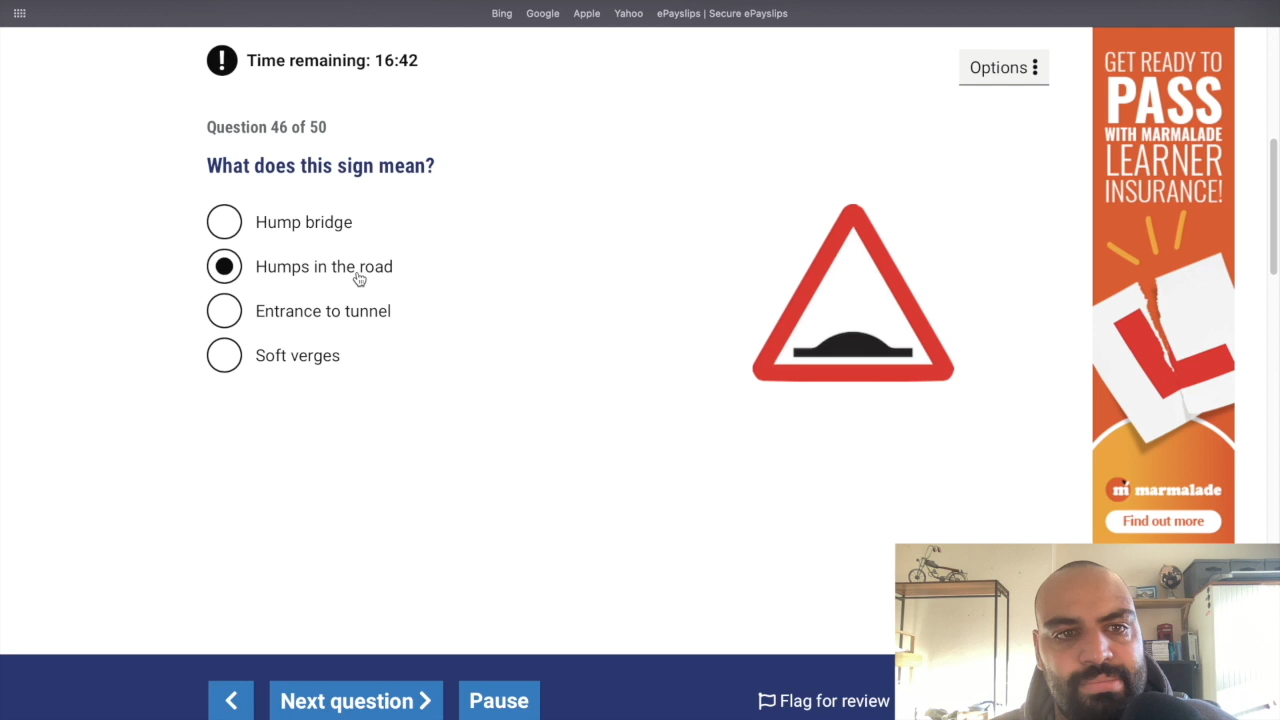 Bing Google Apple Yahoo ePayslips | Secure ePayslips
Time remaining: 16:42
Options
Question 46 of 50
What does this sign mean?
Hump bridge
Humps in the road
Entrance to tunnel
Soft verges
GET READY TO
PASS
WITH MARMALADE
LEARNER
INSURANCE!
mi marmalade
Find out more
Next question
Pause
Flag for review